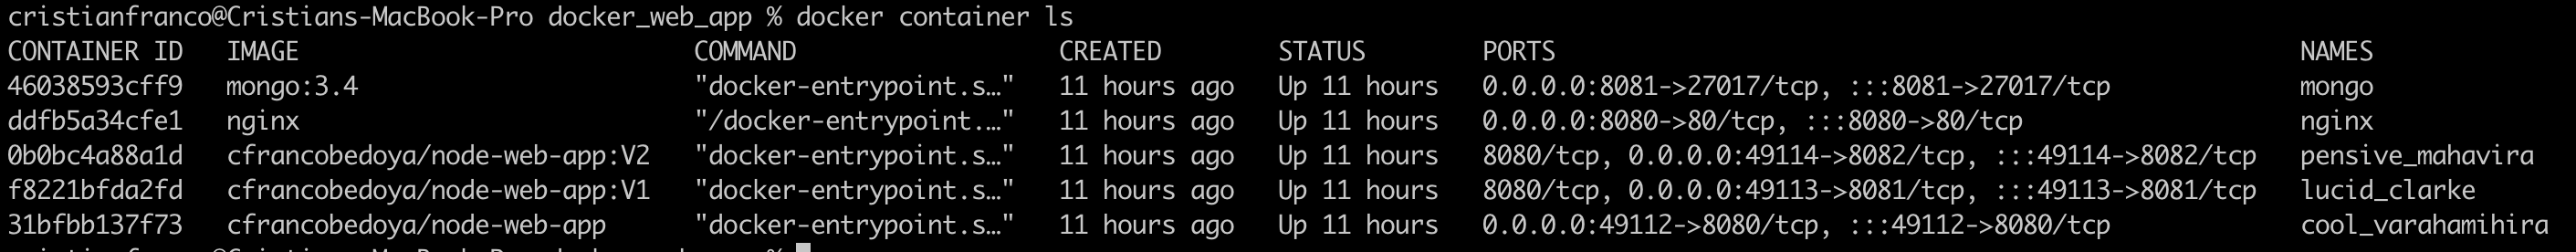 cristianfranco@Cristians-MacBook-Pro docker_web_app % docker container ls
CONTAINER ID   IMAGE                          COMMAND                  CREATED        STATUS        PORTS                                                   NAMES
46038593cff9   mongo:3.4                      "docker-entrypoint.s…"   11 hours ago   Up 11 hours   0.0.0.0:8081->27017/tcp, :::8081->27017/tcp             mongo
ddfb5a34cfe1   nginx                          "/docker-entrypoint.…"   11 hours ago   Up 11 hours   0.0.0.0:8080->80/tcp, :::8080->80/tcp                   nginx
0b0bc4a88a1d   cfrancobedoya/node-web-app:V2   "docker-entrypoint.s…"   11 hours ago   Up 11 hours   8080/tcp, 0.0.0.0:49114->8082/tcp, :::49114->8082/tcp   pensive_mahavira
f8221bfda2fd   cfrancobedoya/node-web-app:V1   "docker-entrypoint.s…"   11 hours ago   Up 11 hours   8080/tcp, 0.0.0.0:49113->8081/tcp, :::49113->8081/tcp   lucid_clarke
31bfbb137f73   cfrancobedoya/node-web-app     "docker-entrypoint.s…"   11 hours ago   Up 11 hours   0.0.0.0:49112->8080/tcp, :::49112->8080/tcp             cool_varahamihira